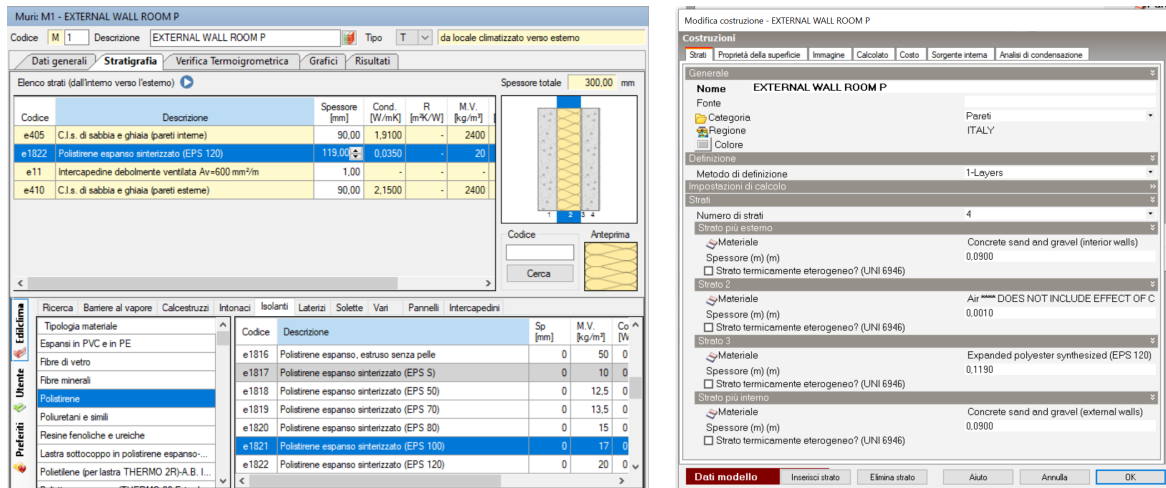 Muri: M1 - EXTERNAL WALL ROOM P
Codice M 1 Descrizione EXTERNAL WALL ROOM P Tipo T da locale climatizzato verso esterno
Dati generali Stratigrafia Verifica Termoigrometrica Grafici Risultati
Elenco strati (dall'interno verso l'esterno) Spessore totale 300,00 mm
Codice Descrizione Spessore [mm] Cond. [W/mK] R [m²K/W] M.V. [kg/m³]
e405 C.l.s. di sabbia e ghiaia (pareti interne) 90,00 1,9100 - 2400
e1822 Polistirene espanso sinterizzato (EPS 120) 119,00 0,0350 - 20
e11 Intercapedine debolmente ventilata Av=600 mm²/m 1,00 - - -
e410 C.l.s. di sabbia e ghiaia (pareti esterne) 90,00 2,1500 - 2400
1 2 3 4
Codice Anteprima
Cerca
Edilclima
Utente
Preferiti
Ricerca Barriere al vapore Calcestruzzi Intonaci Isolanti Laterizi Solette Vari Pannelli Intercapedini
Tipologia materiale
Espansi in PVC e in PE
Fibre di vetro
Fibre minerali
Polistirene
Poliuretani e simili
Resine fenoliche e ureiche
Lastra sottocoppo in polistirene espanso-...
Polietilene (per lastra THERMO 2R)-A.B. I...
Codice Descrizione Sp [mm] M.V. [kg/m³] Co [W
e1816 Polistirene espanso, estruso senza pelle 0 50 0
e1817 Polistirene espanso sinterizzato (EPS S) 0 10 0
e1818 Polistirene espanso sinterizzato (EPS 50) 0 12,5 0
e1819 Polistirene espanso sinterizzato (EPS 70) 0 13,5 0
e1820 Polistirene espanso sinterizzato (EPS 80) 0 15 0
e1821 Polistirene espanso sinterizzato (EPS 100) 0 17 0
e1822 Polistirene espanso sinterizzato (EPS 120) 0 20 0
Modifica costruzione - EXTERNAL WALL ROOM P
Costruzioni
Strati Proprietà della superficie Immagine Calcolato Costo Sorgente interna Analisi di condensazione
Generale
Nome EXTERNAL WALL ROOM P
Fonte
Categoria Pareti
Regione ITALY
Colore
Definizione
Metodo di definizione 1-Layers
Impostazioni di calcolo
Strati
Numero di strati 4
Strato più esterno
Materiale Concrete sand and gravel (interior walls)
Spessore (m) (m) 0,0900
Strato termicamente eterogeneo? (UNI 6946)
Strato 2
Materiale Air **** DOES NOT INCLUDE EFFECT OF C
Spessore (m) (m) 0,0010
Strato termicamente eterogeneo? (UNI 6946)
Strato 3
Materiale Expanded polyester synthesized (EPS 120)
Spessore (m) (m) 0,1190
Strato termicamente eterogeneo? (UNI 6946)
Strato più interno
Materiale Concrete sand and gravel (external walls)
Spessore (m) (m) 0,0900
Strato termicamente eterogeneo? (UNI 6946)
Dati modello Inserisci strato Elimina strato Aiuto Annulla OK